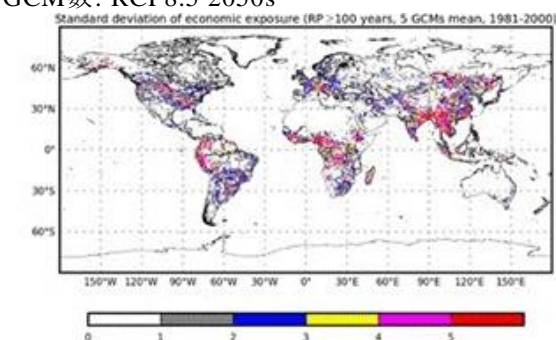 GCM数: RCP8.5 2050s
Standard deviation of economic exposure (RP >100 years, 5 GCMs mean, 1981-2000)
60°N
30°N
0°
30°S
60°S
150°W 120°W 90°W 60°W 30°W 0° 30°E 60°E 90°E 120°E 150°E
0 1 2 3 4 5